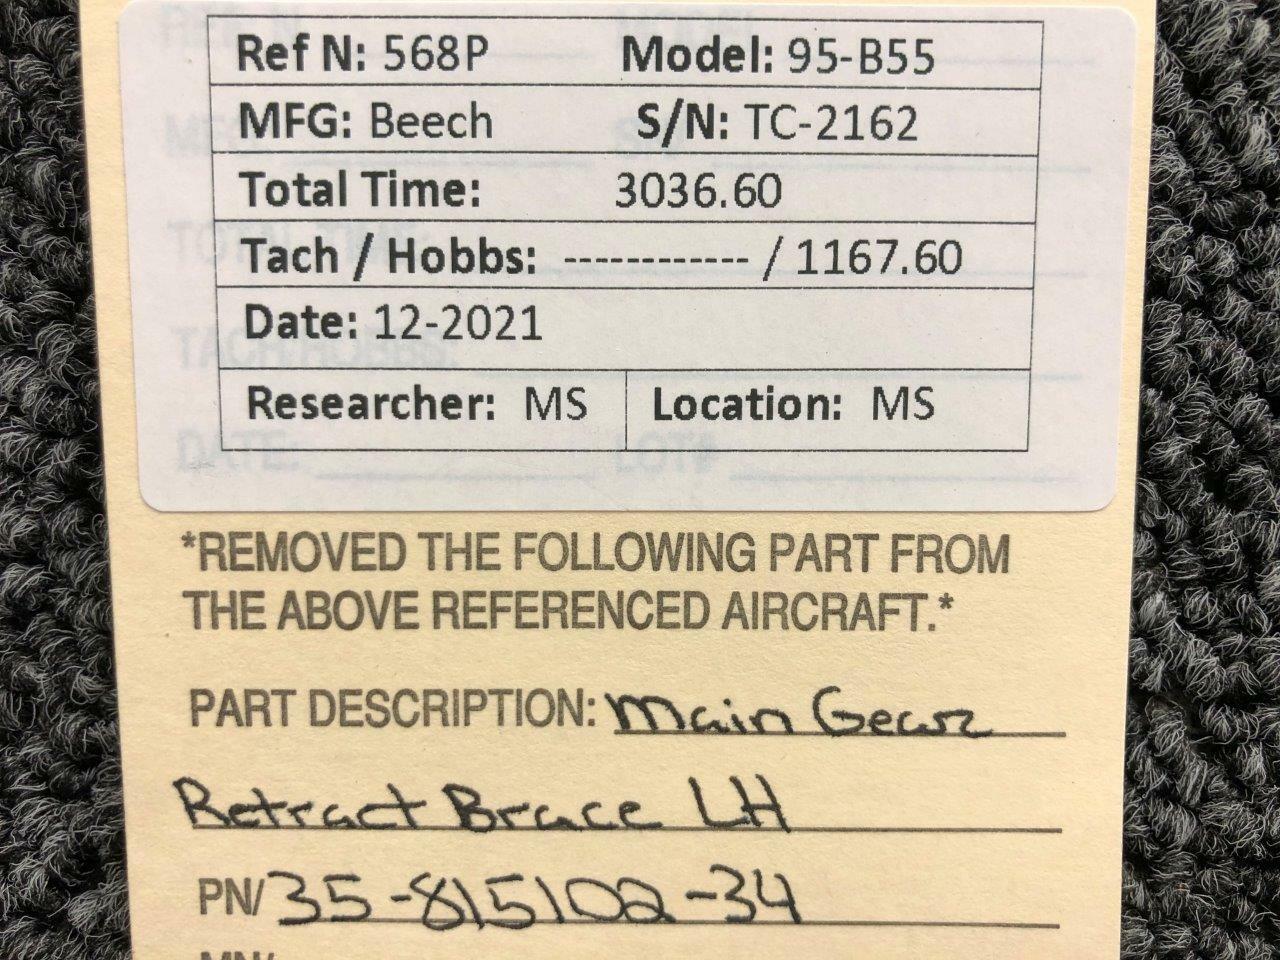 Ref N: 568P Model: 95-B55
MFG: Beech S/N: TC-2162
Total Time: 3036.60
Tach / Hobbs: ------------ / 1167.60
Date: 12-2021
Researcher: MS Location: MS
*REMOVED THE FOLLOWING PART FROM
THE ABOVE REFERENCED AIRCRAFT.*
PART DESCRIPTION: Main Gear
Retract Brace LH
PN/ 35-815102-34
MN/